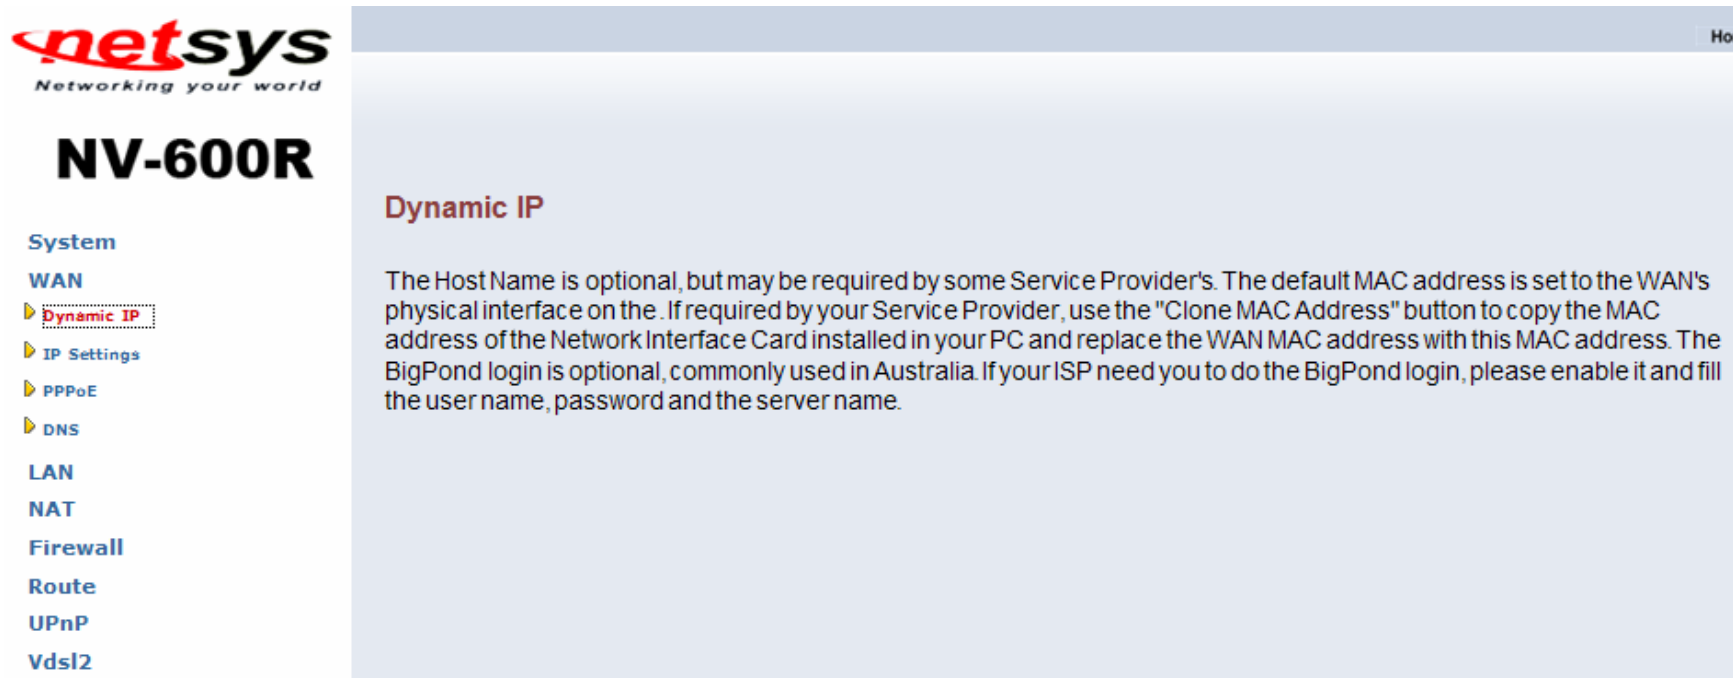 netsys
Networking your world
NV-600R
System
WAN
Dynamic IP
IP Settings
PPPoE
DNS
LAN
NAT
Firewall
Route
UPnP
Vdsl2
Dynamic IP
The Host Name is optional, but may be required by some Service Provider's. The default MAC address is set to the WAN's
physical interface on the . If required by your Service Provider, use the "Clone MAC Address" button to copy the MAC
address of the Network Interface Card installed in your PC and replace the WAN MAC address with this MAC address. The
BigPond login is optional, commonly used in Australia. If your ISP need you to do the BigPond login, please enable it and fill
the user name, password and the server name.